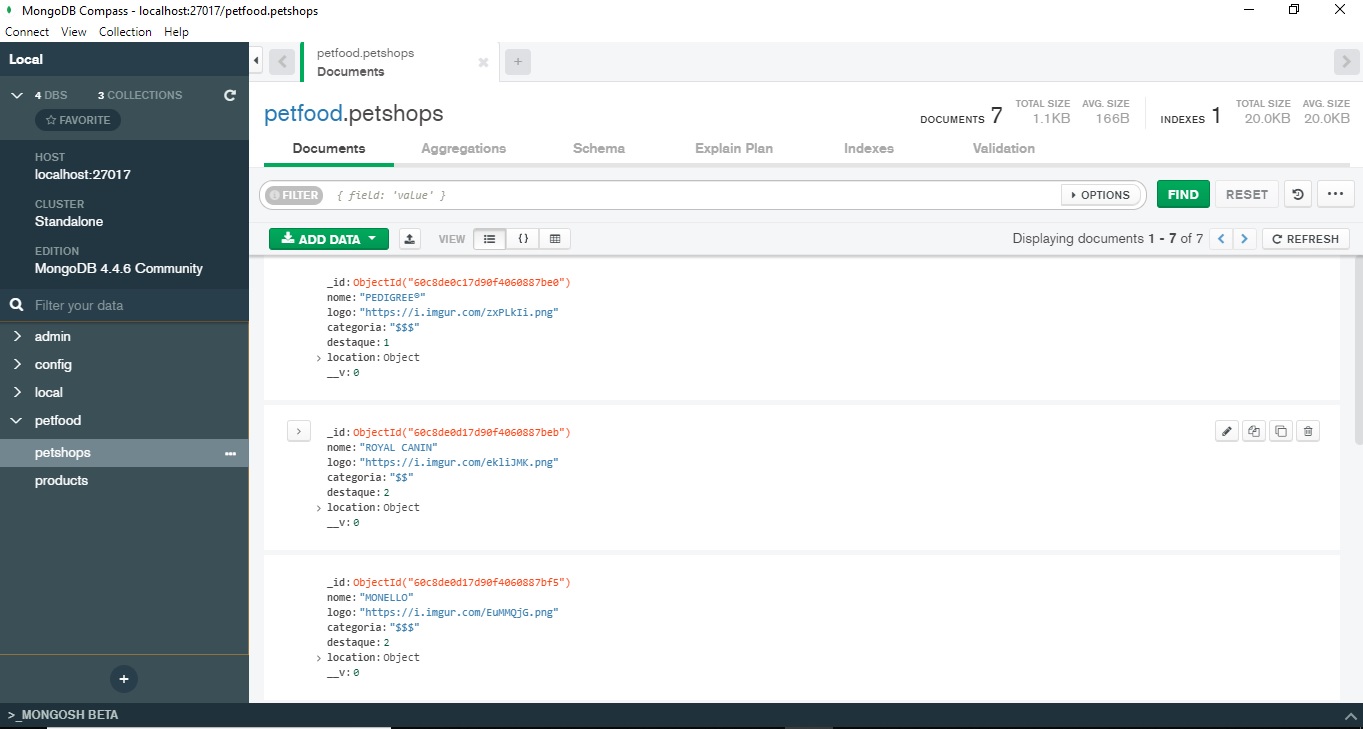 MongoDB Compass - localhost:27017/petfood.petshops
Connect View Collection Help
Local
4 DBS 3 COLLECTIONS
FAVORITE
HOST
localhost:27017
CLUSTER
Standalone
EDITION
MongoDB 4.4.6 Community
Filter your data
admin
config
local
petfood
petshops
products
>_MONGOSH BETA
petfood.petshops
Documents
petfood.petshops
DOCUMENTS 7 TOTAL SIZE 1.1KB AVG. SIZE 166B INDEXES 1 TOTAL SIZE 20.0KB AVG. SIZE 20.0KB
Documents Aggregations Schema Explain Plan Indexes Validation
FILTER { field: 'value' } OPTIONS FIND RESET
ADD DATA VIEW {} Displaying documents 1 - 7 of 7 REFRESH
_id: ObjectId("60c8de0c17d90f4060887be0")
nome: "PEDIGREE®"
logo: "https://i.imgur.com/zxPLkIi.png"
categoria: "$$$"
destaque: 1
location: Object
__v: 0
_id: ObjectId("60c8de0d17d90f4060887beb")
nome: "ROYAL CANIN"
logo: "https://i.imgur.com/ekliJMK.png"
categoria: "$$"
destaque: 2
location: Object
__v: 0
_id: ObjectId("60c8de0d17d90f4060887bf5")
nome: "MONELLO"
logo: "https://i.imgur.com/EuMMQjG.png"
categoria: "$$$"
destaque: 2
location: Object
__v: 0